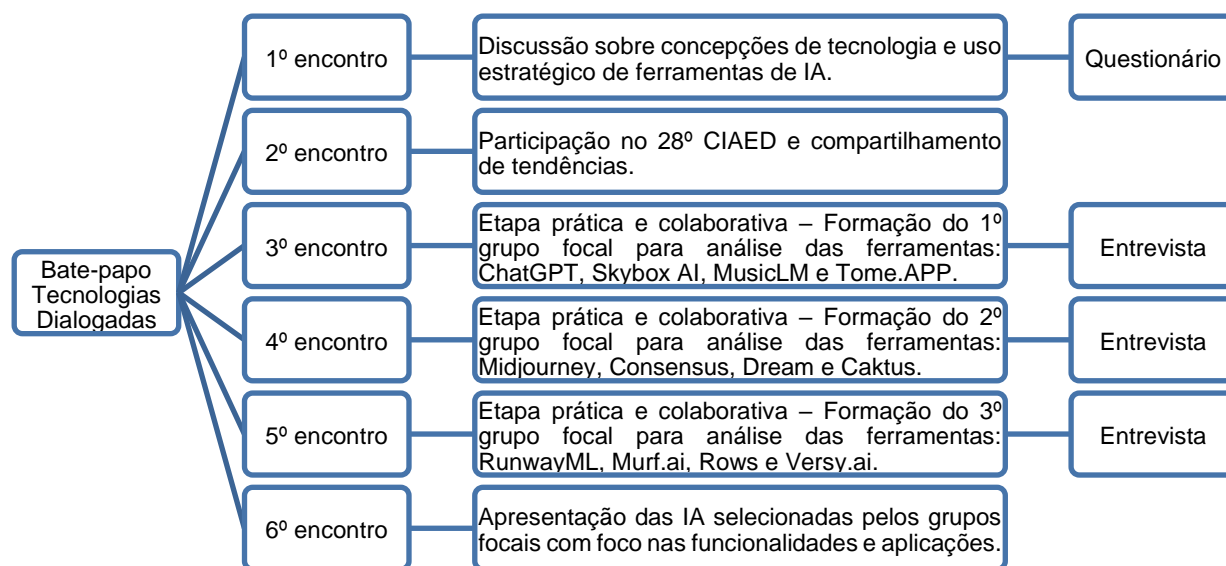 Bate-papo
Tecnologias
Dialogadas
1º encontro
Discussão sobre concepções de tecnologia e uso
estratégico de ferramentas de IA.
Questionário
2º encontro
Participação no 28º CIAED e compartilhamento
de tendências.
3º encontro
Etapa prática e colaborativa – Formação do 1º
grupo focal para análise das ferramentas:
ChatGPT, Skybox AI, MusicLM e Tome.APP.
Entrevista
4º encontro
Etapa prática e colaborativa – Formação do 2º
grupo focal para análise das ferramentas:
Midjourney, Consensus, Dream e Caktus.
Entrevista
5º encontro
Etapa prática e colaborativa – Formação do 3º
grupo focal para análise das ferramentas:
RunwayML, Murf.ai, Rows e Versy.ai.
Entrevista
6º encontro
Apresentação das IA selecionadas pelos grupos
focais com foco nas funcionalidades e aplicações.